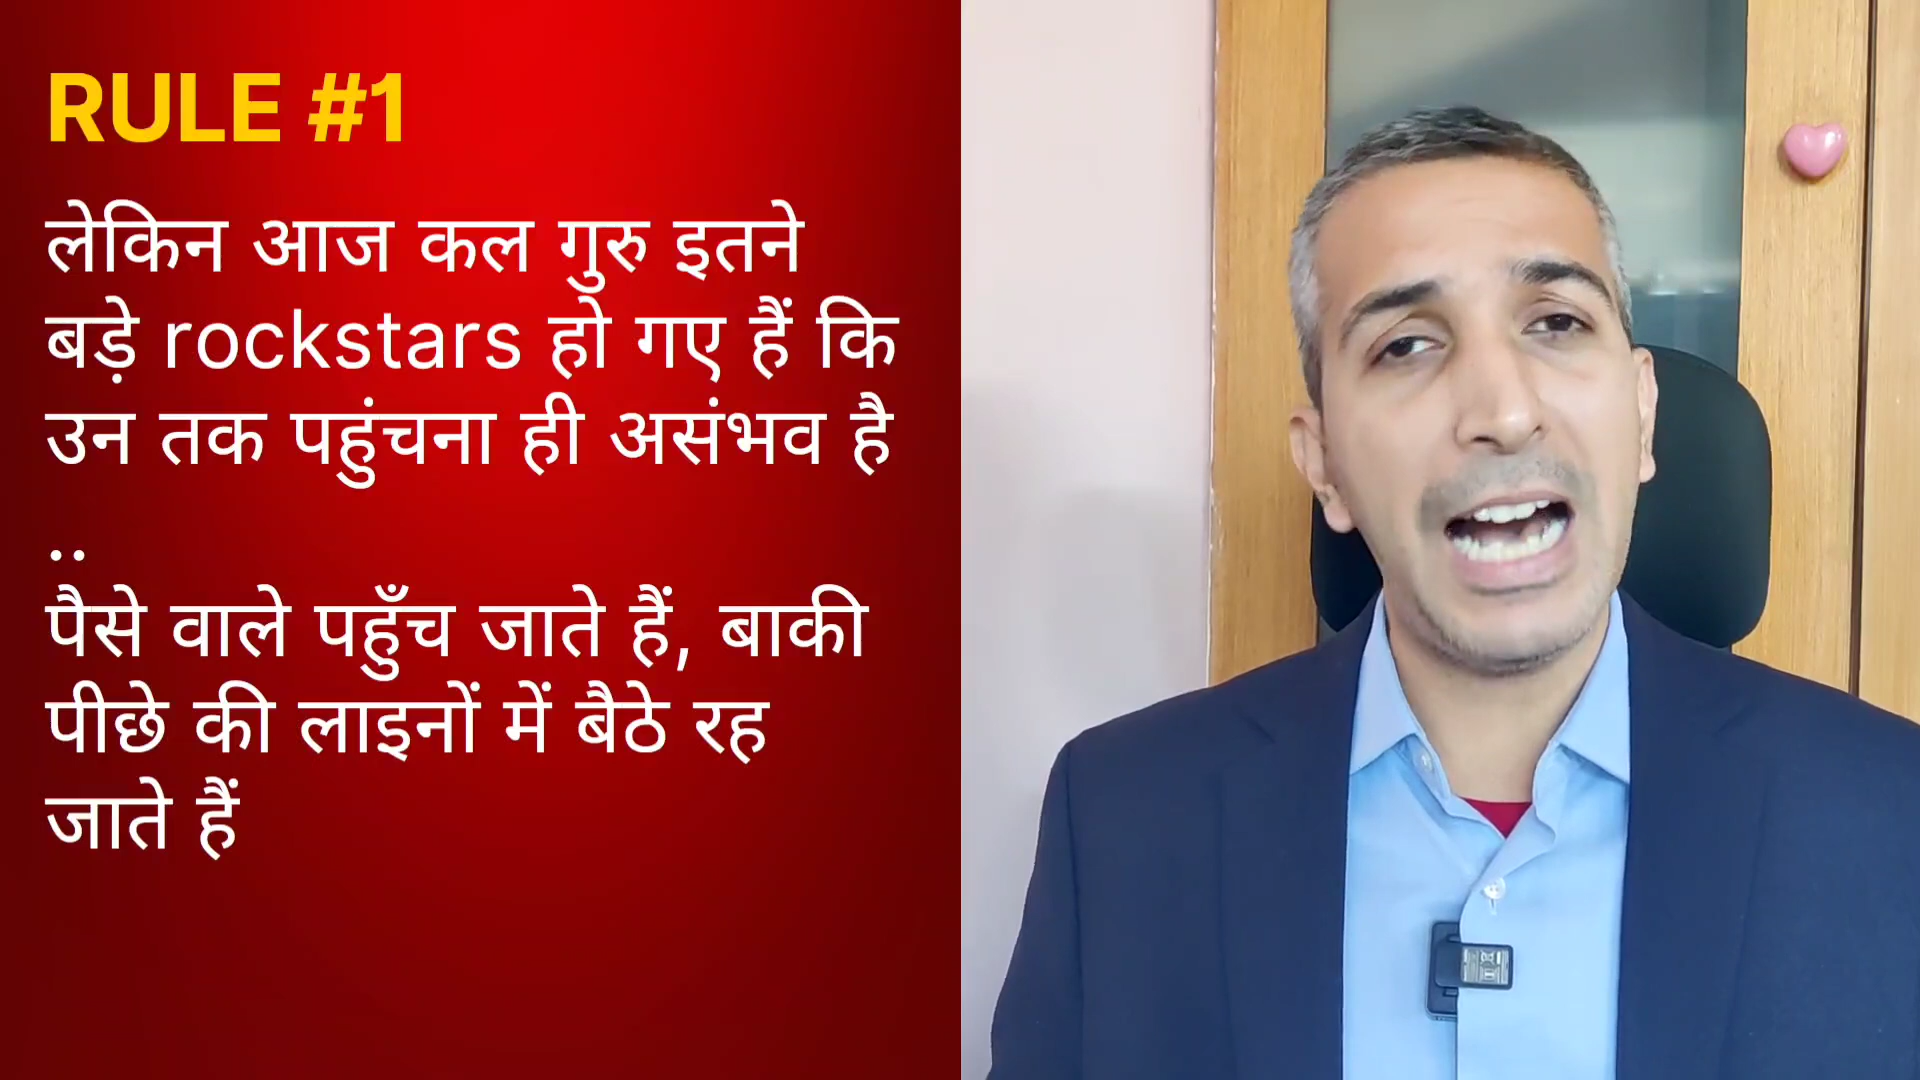 RULE #1
लेकिन आज कल गुरु इतने
बड़े rockstars हो गए हैं कि
उन तक पहुंचना ही असंभव है
..
पैसे वाले पहुँच जाते हैं, बाकी
पीछे की लाइनों में बैठे रह
जाते हैं